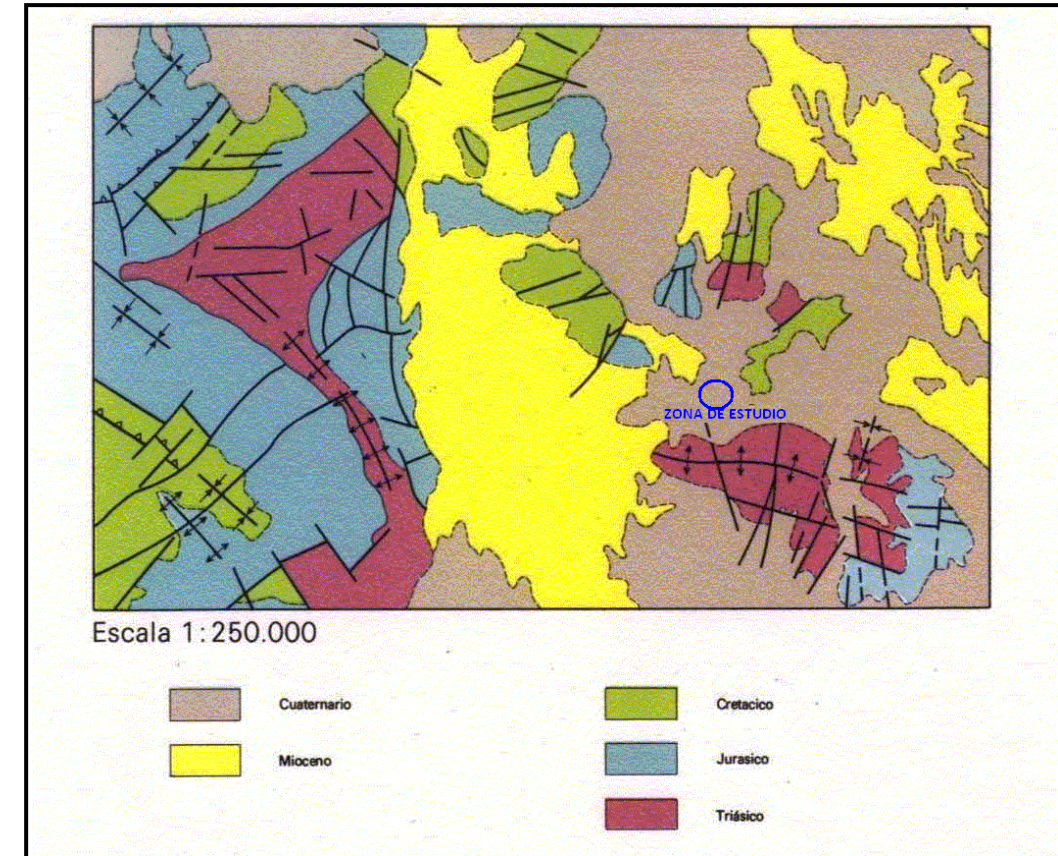 ZONA DE ESTUDIO
Escala 1:250.000
Cuaternario
Mioceno
Cretacico
Jurasico
Triásico